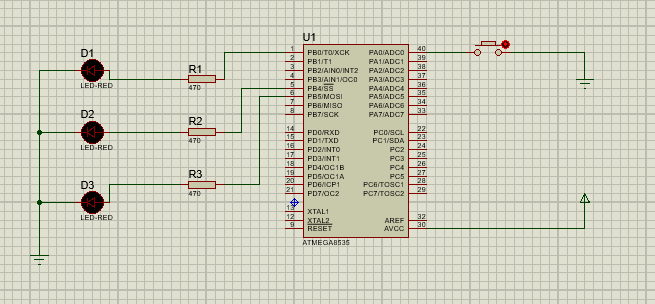 U1
D1
LED-RED
R1
470
D2
LED-RED
R2
470
D3
LED-RED
R3
470
1 PB0/T0/XCK
2 PB1/T1
3 PB2/AIN0/INT2
4 PB3/AIN1/OC0
5 PB4/SS
6 PB5/MOSI
7 PB6/MISO
8 PB7/SCK
14 PD0/RXD
15 PD1/TXD
16 PD2/INT0
17 PD3/INT1
18 PD4/OC1B
19 PD5/OC1A
20 PD6/ICP1
21 PD7/OC2
13 XTAL1
12 XTAL2
9 RESET
PA0/ADC0 40
PA1/ADC1 39
PA2/ADC2 38
PA3/ADC3 37
PA4/ADC4 36
PA5/ADC5 35
PA6/ADC6 34
PA7/ADC7 33
PC0/SCL 22
PC1/SDA 23
PC2 24
PC3 25
PC4 26
PC5 27
PC6/TOSC1 28
PC7/TOSC2 29
AREF 32
AVCC 30
ATMEGA8535